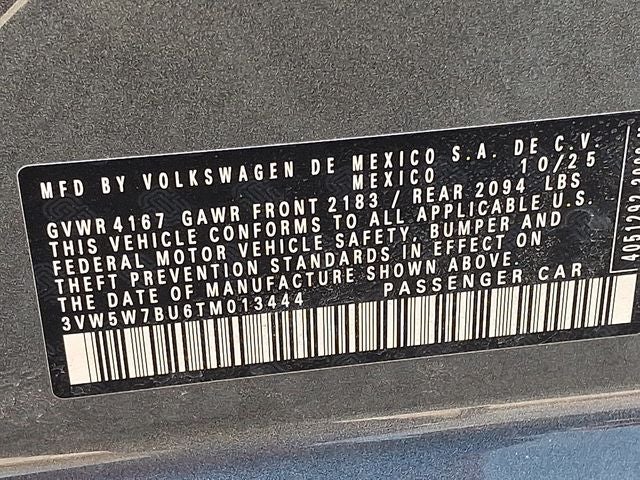 MFD BY VOLKSWAGEN DE MEXICO S.A. DE C.V.
MEXICO 10/25
GVWR4167 GAWR FRONT 2183 / REAR 2094 LBS
THIS VEHICLE CONFORMS TO ALL APPLICABLE U.S.
FEDERAL MOTOR VEHICLE SAFETY, BUMPER AND
THEFT PREVENTION STANDARDS IN EFFECT ON
THE DATE OF MANUFACTURE SHOWN ABOVE.
3VW5W7BU6TM013444 PASSENGER CAR